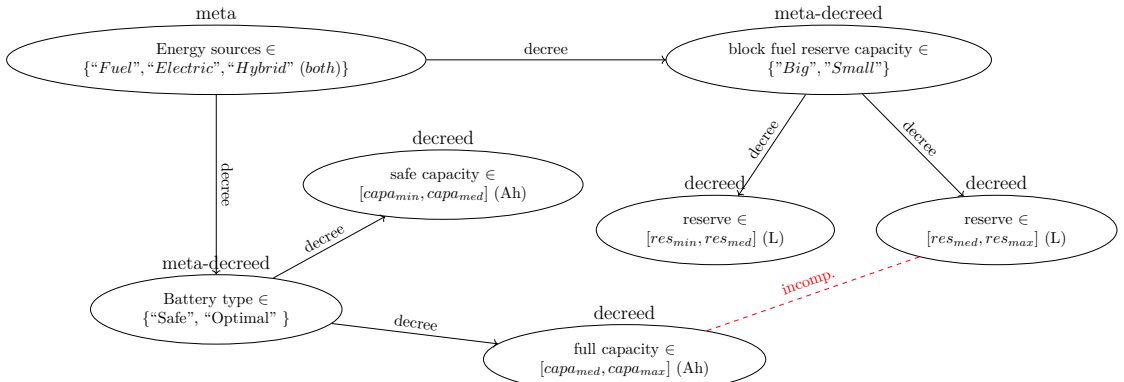 meta
Energy sources ∈
{“Fuel”, “Electric”, “Hybrid” (both)}
decree
meta-decreed
block fuel reserve capacity ∈
{”Big”, ”Small”}
decree
decree
decree
decreed
safe capacity ∈
[capa_min, capa_med] (Ah)
decreed
reserve ∈
[res_min, res_med] (L)
decreed
reserve ∈
[res_med, res_max] (L)
decree
meta-decreed
Battery type ∈
{“Safe”, “Optimal” }
decree
incomp.
decreed
full capacity ∈
[capa_med, capa_max] (Ah)